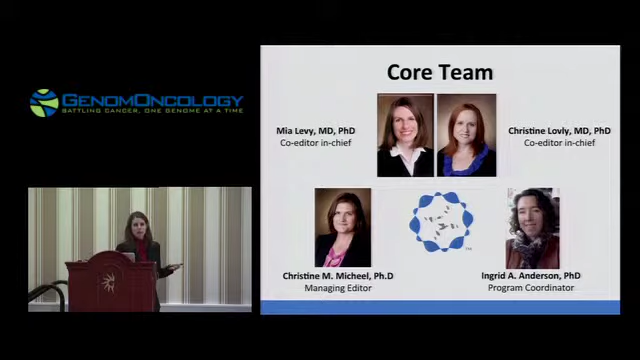 GENOMONCOLOGY
BATTLING CANCER, ONE GENOME AT A TIME
Core Team
Mia Levy, MD, PhD
Co-editor in-chief
Christine Lovly, MD, PhD
Co-editor in-chief
Christine M. Micheel, Ph.D
Managing Editor
Ingrid A. Anderson, PhD
Program Coordinator
TM